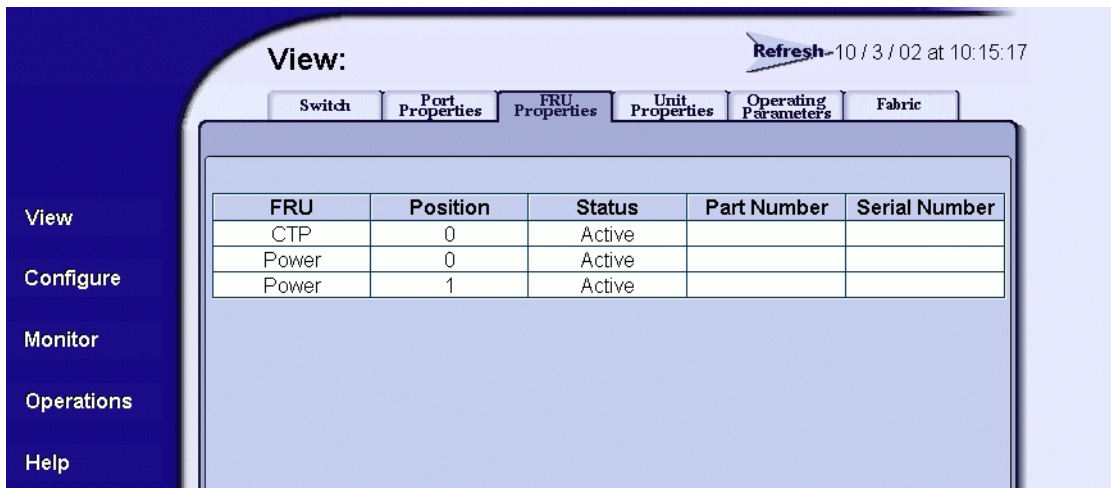 View:
Refresh-10 / 3 / 02 at 10:15:17
Switch
Port Properties
FRU Properties
Unit Properties
Operating Parameters
Fabric
View
Configure
Monitor
Operations
Help
FRU Position Status Part Number Serial Number
CTP 0 Active
Power 0 Active
Power 1 Active